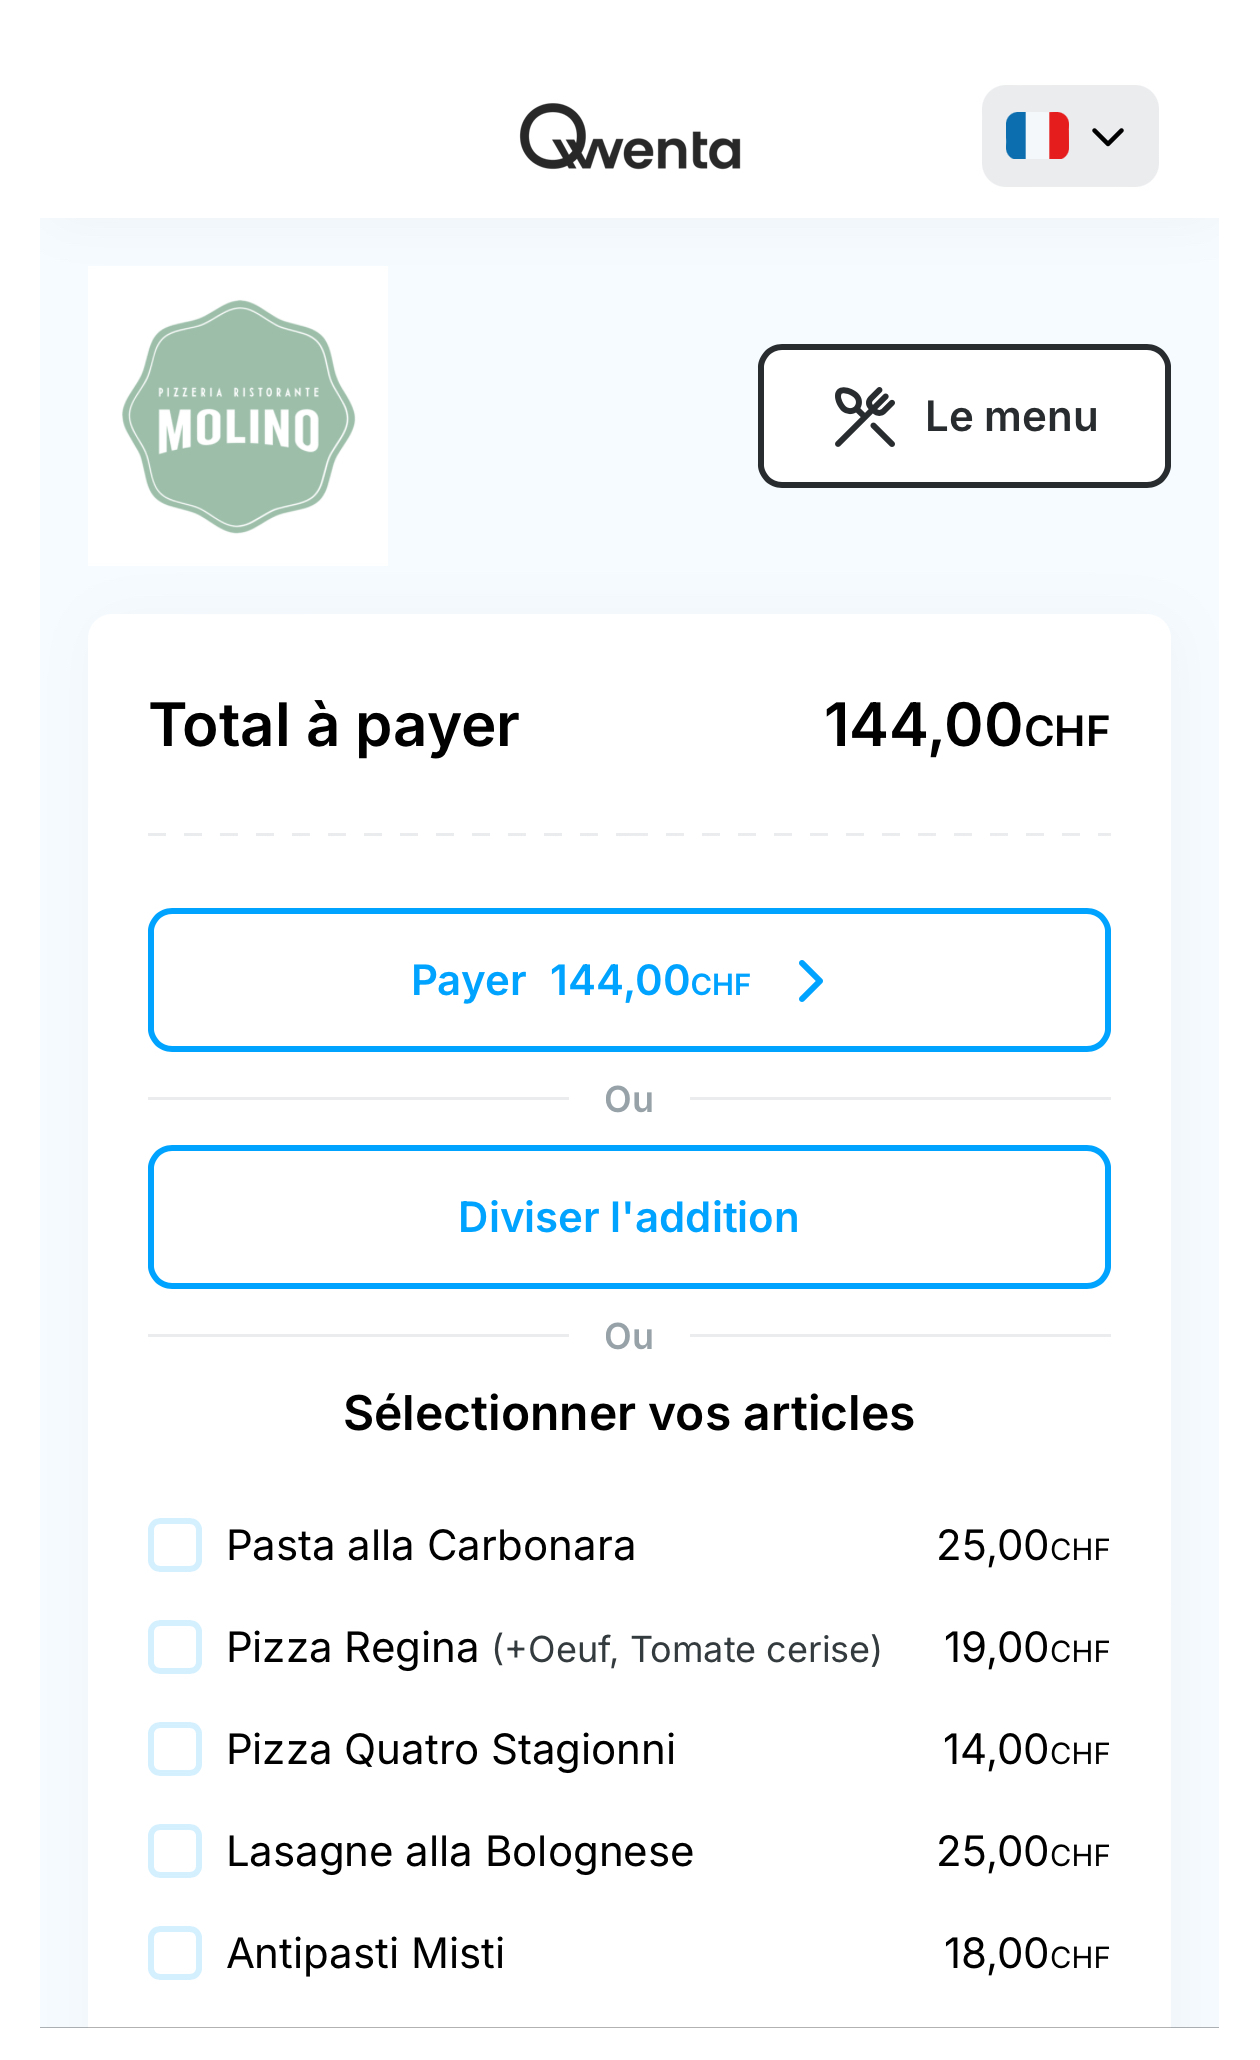 Qwenta
PIZZERIA RISTORANTE
MOLINO
Le menu
Total à payer 144,00CHF
Payer 144,00CHF
Ou
Diviser l'addition
Ou
Sélectionner vos articles
Pasta alla Carbonara 25,00CHF
Pizza Regina (+Oeuf, Tomate cerise) 19,00CHF
Pizza Quatro Stagionni 14,00CHF
Lasagne alla Bolognese 25,00CHF
Antipasti Misti 18,00CHF